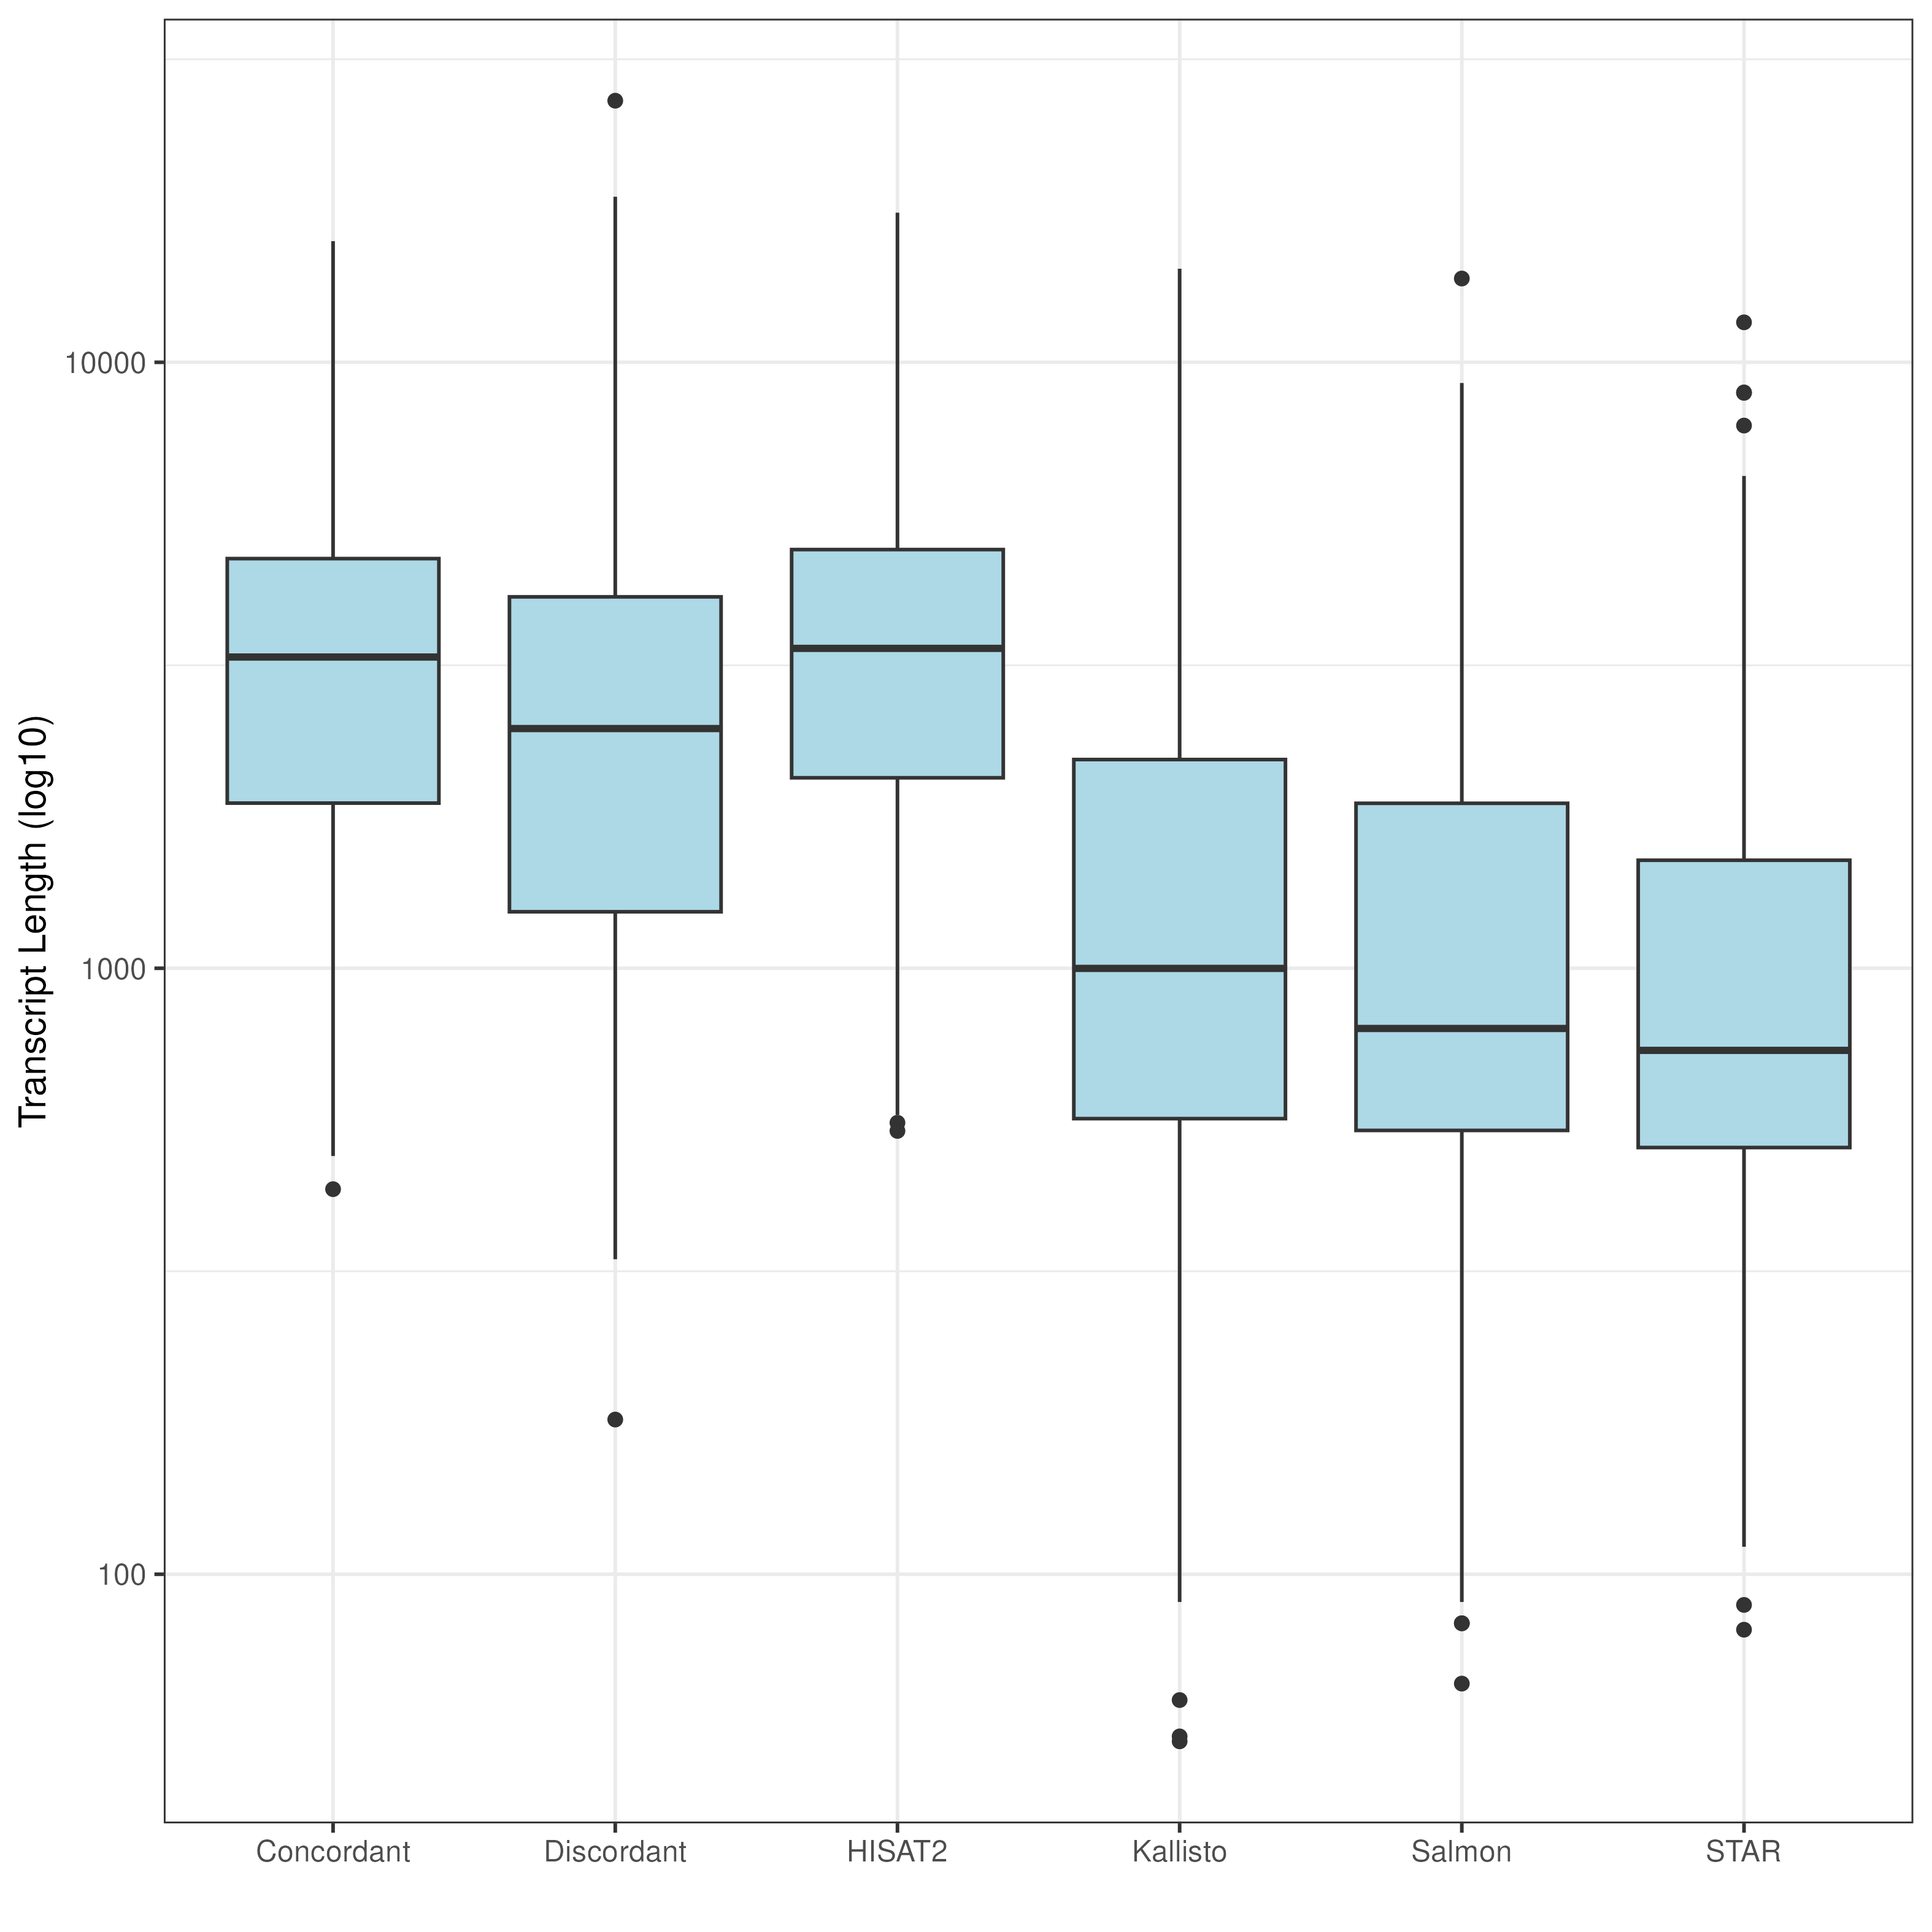 Transcript Length (log10)
10000
1000
100
Concordant Discordant HISAT2 Kallisto Salmon STAR